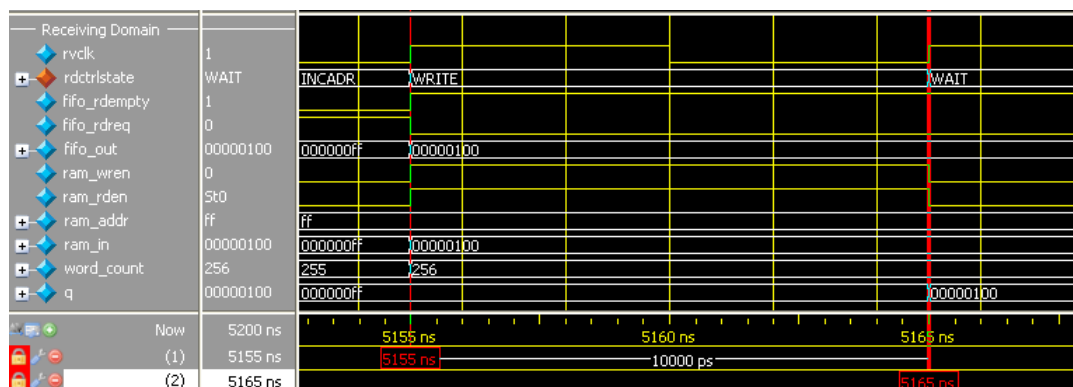 Receiving Domain
rvclk 1
rdctrlstate WAIT INCADR WRITE WAIT
fifo_rdempty 1
fifo_rdreq 0
fifo_out 00000100 000000ff 00000100
ram_wren 0
ram_rden St0
ram_addr ff ff
ram_in 00000100 000000ff 00000100
word_count 256 255 256
q 00000100 000000ff 00000100
Now 5200 ns 5155 ns 5160 ns 5165 ns
(1) 5155 ns 5155 ns 10000 ps
(2) 5165 ns 5165 ns